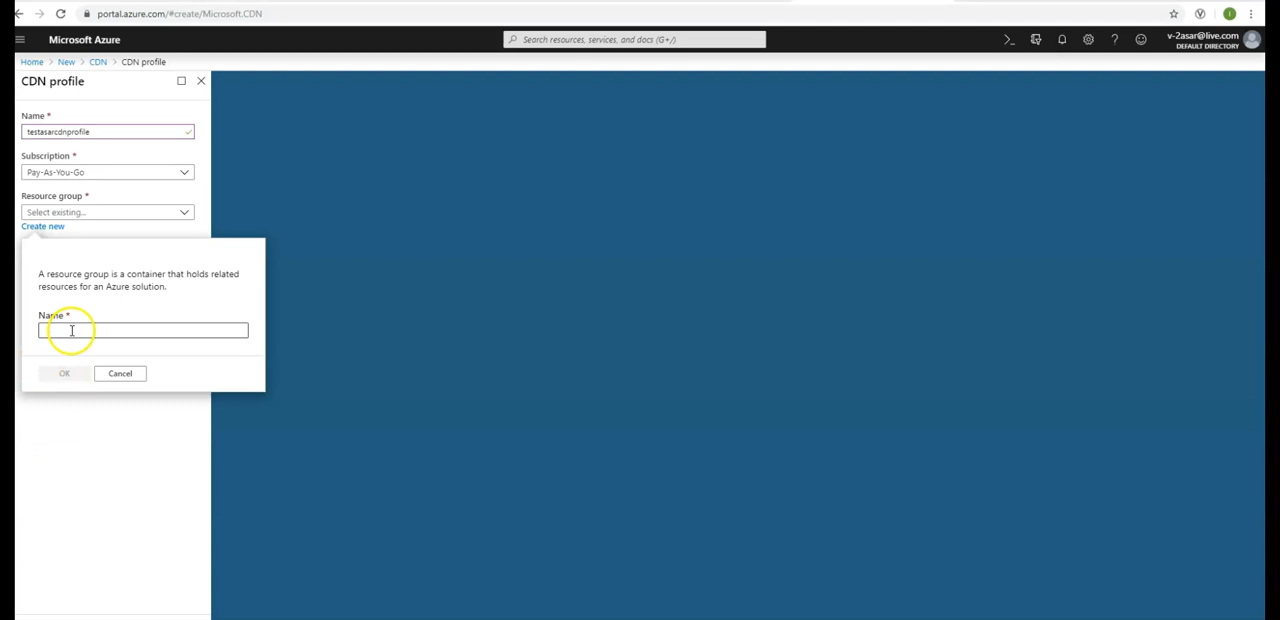 portal.azure.com/#create/Microsoft.CDN
Microsoft Azure
Search resources, services, and docs (G+/)
v-2asar@live.com
DEFAULT DIRECTORY
Home > New > CDN > CDN profile
CDN profile
Name *
testasarcdnprofile
Subscription *
Pay-As-You-Go
Resource group *
Select existing...
Create new
A resource group is a container that holds related
resources for an Azure solution.
Name *
OK
Cancel